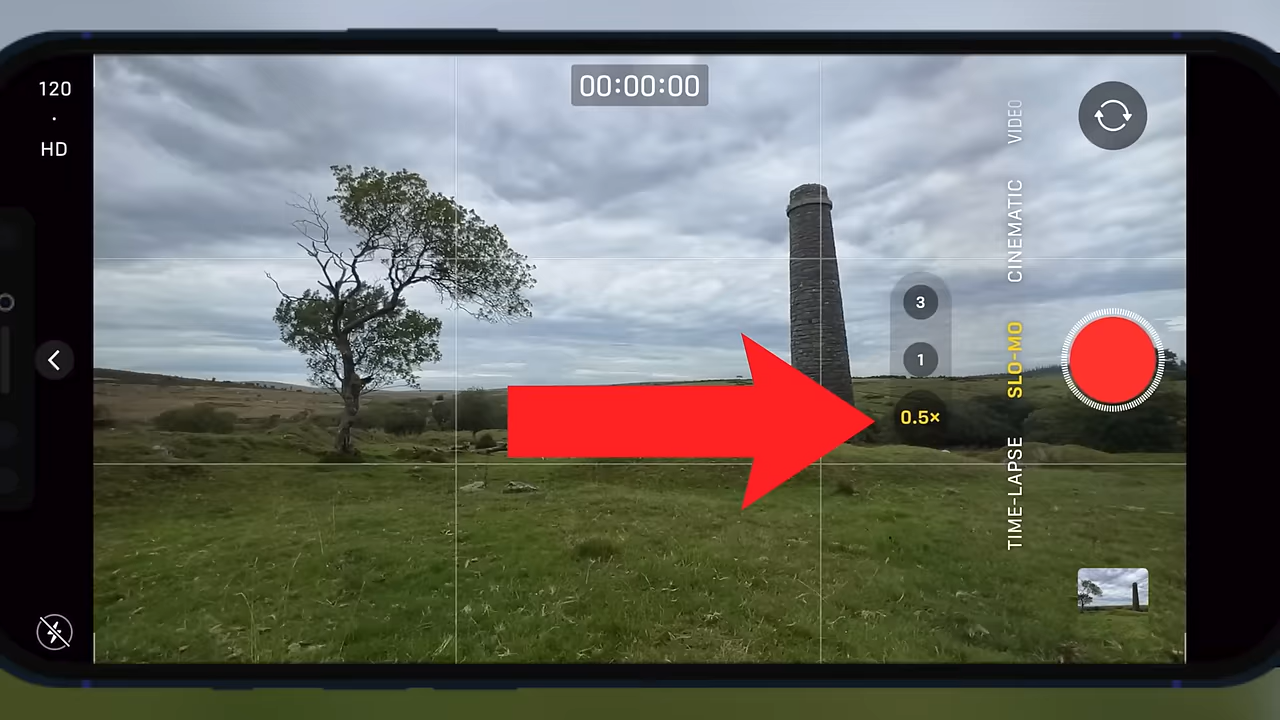 120
·
HD
00:00:00
VIDEO
CINEMATIC
SLO-MO
TIME-LAPSE
3
1
0.5×